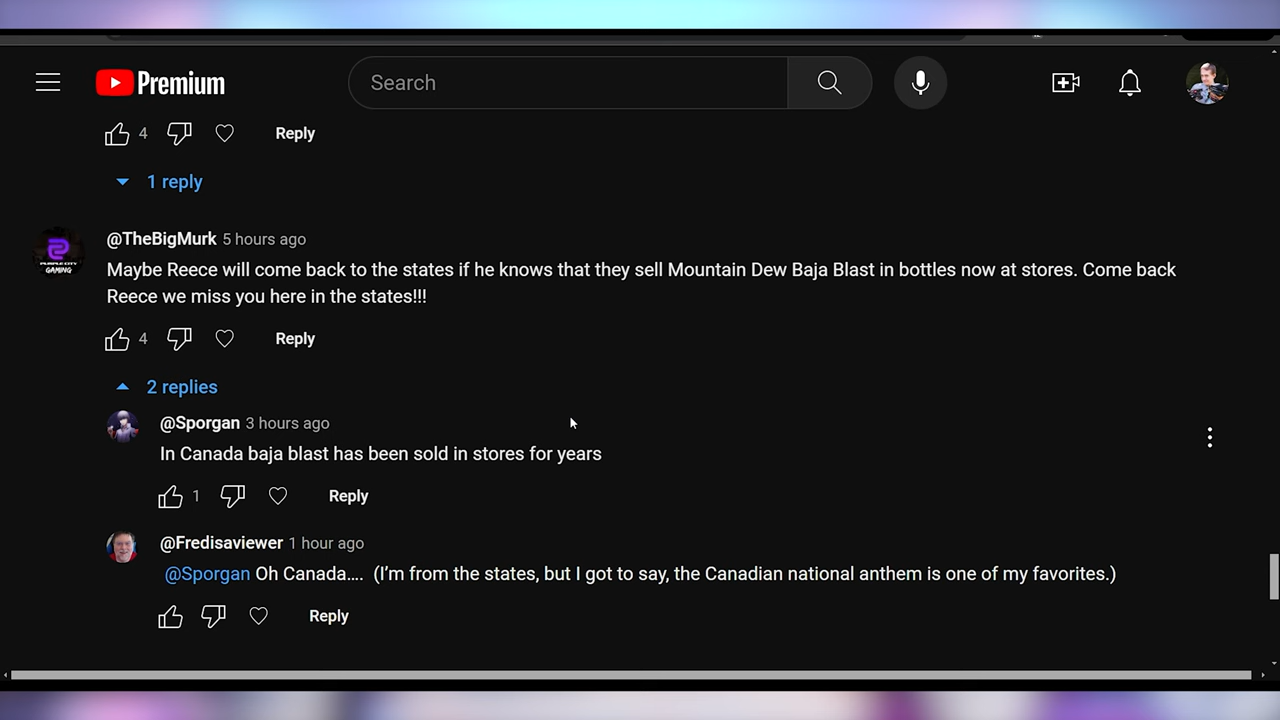 Premium
Search
4
Reply
1 reply
@TheBigMurk 5 hours ago
Maybe Reece will come back to the states if he knows that they sell Mountain Dew Baja Blast in bottles now at stores. Come back
Reece we miss you here in the states!!!
4
Reply
2 replies
@Sporgan 3 hours ago
In Canada baja blast has been sold in stores for years
1
Reply
@Fredisaviewer 1 hour ago
@Sporgan Oh Canada.... (I’m from the states, but I got to say, the Canadian national anthem is one of my favorites.)
Reply